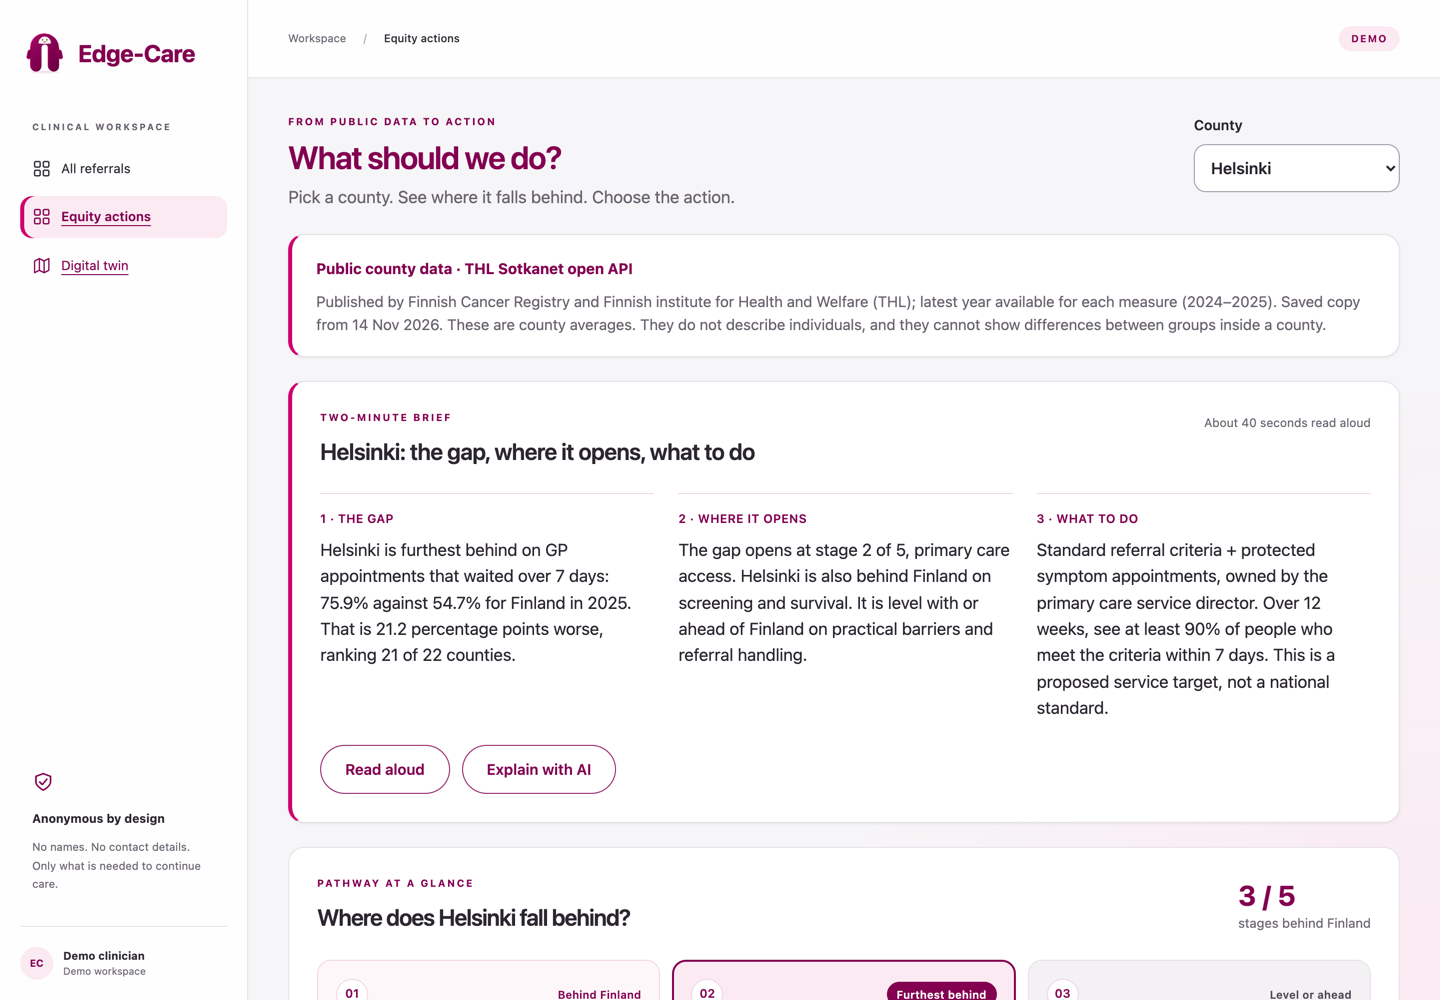 Edge-Care
CLINICAL WORKSPACE
All referrals
Equity actions
Digital twin
Anonymous by design
No names. No contact details.
Only what is needed to continue
care.
EC
Demo clinician
Demo workspace
Workspace / Equity actions
DEMO
FROM PUBLIC DATA TO ACTION
What should we do?
Pick a county. See where it falls behind. Choose the action.
County
Helsinki
Public county data · THL Sotkanet open API
Published by Finnish Cancer Registry and Finnish institute for Health and Welfare (THL); latest year available for each measure (2024–2025). Saved copy
from 14 Nov 2026. These are county averages. They do not describe individuals, and they cannot show differences between groups inside a county.
TWO-MINUTE BRIEF
About 40 seconds read aloud
Helsinki: the gap, where it opens, what to do
1 · THE GAP
Helsinki is furthest behind on GP
appointments that waited over 7 days:
75.9% against 54.7% for Finland in 2025.
That is 21.2 percentage points worse,
ranking 21 of 22 counties.
2 · WHERE IT OPENS
The gap opens at stage 2 of 5, primary care
access. Helsinki is also behind Finland on
screening and survival. It is level with or
ahead of Finland on practical barriers and
referral handling.
3 · WHAT TO DO
Standard referral criteria + protected
symptom appointments, owned by the
primary care service director. Over 12
weeks, see at least 90% of people who
meet the criteria within 7 days. This is a
proposed service target, not a national
standard.
Read aloud
Explain with AI
PATHWAY AT A GLANCE
Where does Helsinki fall behind?
3 / 5
stages behind Finland
01
Behind Finland
02
Furthest behind
03
Level or ahead